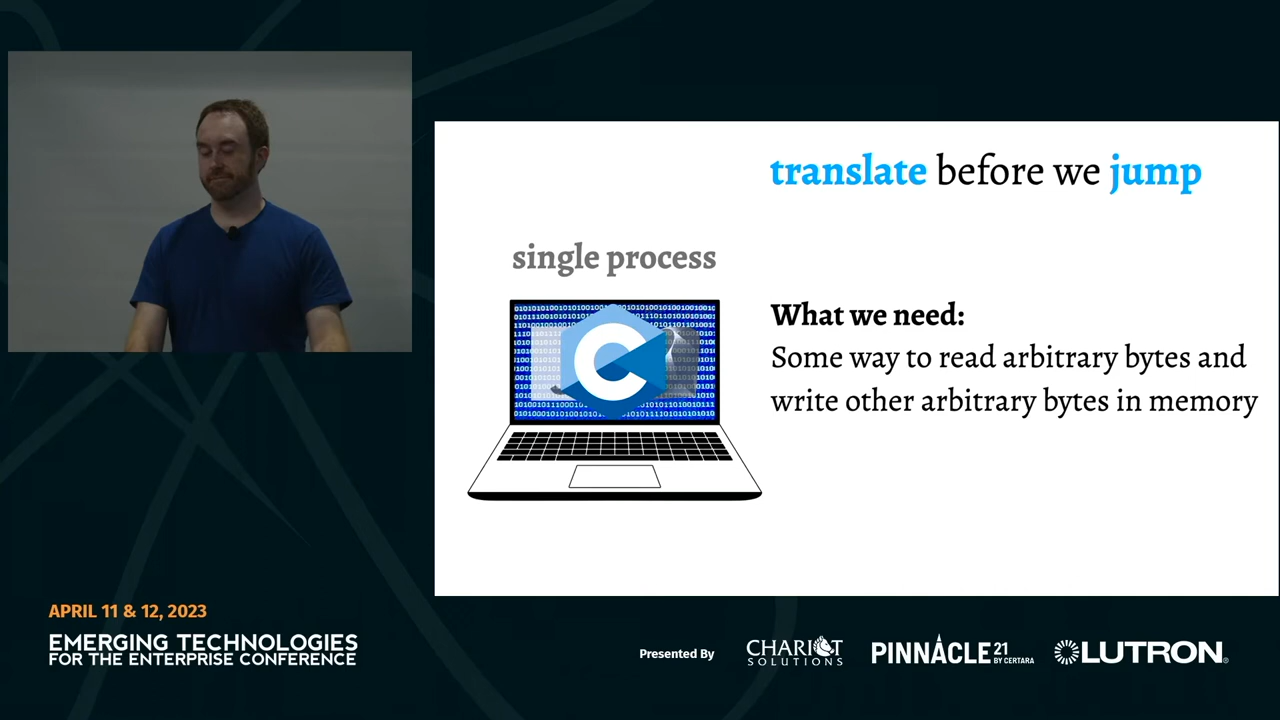 translate before we jump
single process
What we need:
Some way to read arbitrary bytes and
write other arbitrary bytes in memory
APRIL 11 & 12, 2023
EMERGING TECHNOLOGIES
FOR THE ENTERPRISE CONFERENCE
Presented By
CHARIOT
SOLUTIONS
PINNACLE 21
BY CERTARA
LUTRON®